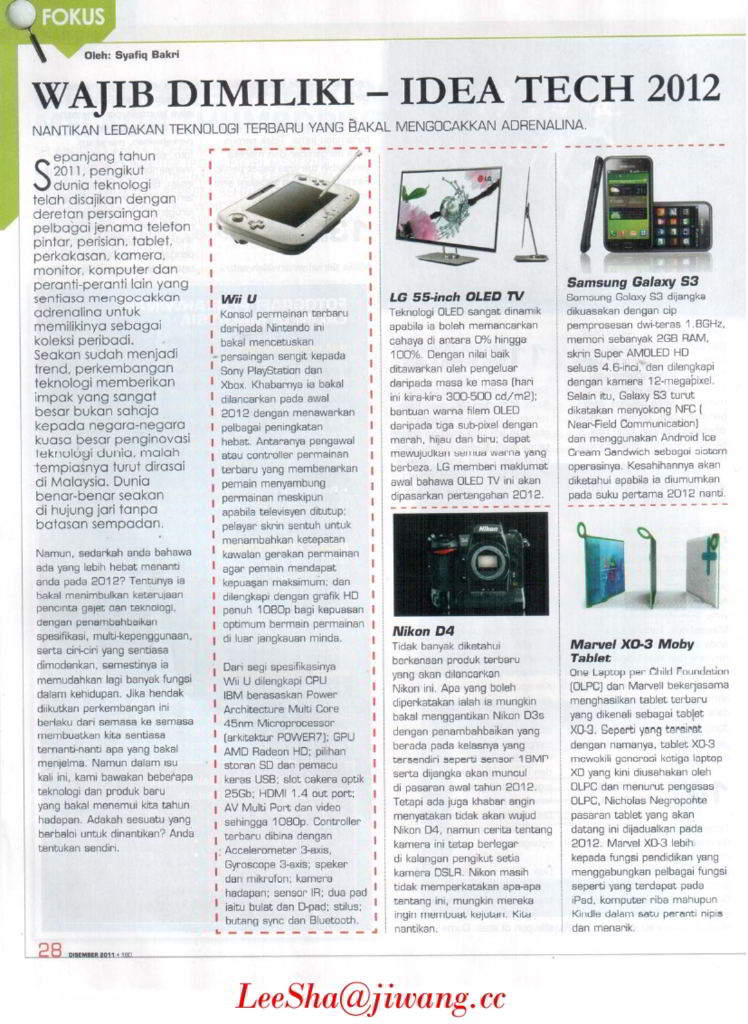 FOKUS
Oleh: Syafiq Bakri
WAJIB DIMILIKI – IDEA TECH 2012
NANTIKAN LEDAKAN TEKNOLOGI TERBARU YANG BAKAL MENGOCAKKAN ADRENALINA.
Sepanjang tahun
2011, pengikut
dunia teknologi
telah disajikan dengan
deretan persaingan
pelbagai jenama telefon
pintar, perisian, tablet,
perkakasan, kamera,
monitor, komputer dan
peranti-peranti lain yang
sentiasa mengocakkan
adrenalina untuk
memilikinya sebagai
koleksi peribadi.
Seakan sudah menjadi
trend, perkembangan
teknologi memberikan
impak yang sangat
besar bukan sahaja
kepada negara-negara
kuasa besar penginovasi
teknologi dunia, malah
tempiasnya turut dirasai
di Malaysia. Dunia
benar-benar seakan
di hujung jari tanpa
batasan sempadan.
Namun, sedarkah anda bahawa
ada yang lebih hebat menanti
anda pada 2012? Tentunya ia
bakal menimbulkan keterujaan
pencinta gajet dan teknologi,
dengan penambahbaikan
spesifikasi, multi-kepenggunaan,
serta ciri-ciri yang sentiasa
dimodenkan, semestinya ia
memudahkan lagi banyak fungsi
dalam kehidupan. Jika hendak
diikutkan perkembangan ini
berlaku dari semasa ke semasa
membuatkan kita sentiasa
ternanti-nanti apa yang bakal
menjelma. Namun dalam isu
kali ini, kami bawakan beberapa
teknologi dan produk baru
yang bakal menemui kita tahun
hadapan. Adakah sesuatu yang
berbaloi untuk dinantikan? Anda
tentukan sendiri.
Wii U
Konsol permainan terbaru
daripada Nintendo ini
bakal mencetuskan
persaingan sengit kepada
Sony PlayStation dan
Xbox. Khabarnya ia bakal
dilancarkan pada awal
2012 dengan menawarkan
pelbagai peningkatan
hebat. Antaranya pengawal
atau controller permainan
terbaru yang membenarkan
pemain menyambung
permainan meskipun
apabila televisyen ditutup;
pelayar skrin sentuh untuk
menambahkan ketepatan
kawalan gerakan permainan
agar pemain mendapat
kepuasan maksimum; dan
dilengkapi dengan grafik HD
penuh 1080p bagi kepuasan
optimum bermain permainan
di luar jangkauan minda.
Dari segi spesifikasinya
Wii U dilengkapi CPU
IBM berasaskan Power
Architecture Multi Core
45nm Microprocessor
(arkitektur POWER7); GPU
AMD Radeon HD; pilihan
storan SD dan pemacu
keras USB; slot cakera optik
25Gb; HDMI 1.4 out port;
AV Multi Port dan video
sehingga 1080p. Controller
terbaru dibina dengan
Accelerometer 3-axis,
Gyroscope 3-axis; speker
dan mikrofon; kamera
hadapan; sensor IR; dua pad
iaitu bulat dan D-pad; stilus;
butang sync dan Bluetooth.
LG
LG 55-inch OLED TV
Teknologi OLED sangat dinamik
apabila ia boleh memancarkan
cahaya di antara 0% hingga
100%. Dengan nilai baik
ditawarkan oleh pengeluar
daripada masa ke masa (hari
ini kira-kira 300-500 cd/m2);
bantuan warna filem OLED
daripada tiga sub-pixel dengan
merah, hijau dan biru; dapat
mewujudkan semua warna yang
berbeza. LG memberi maklumat
awal bahawa OLED TV ini akan
dipasarkan pertengahan 2012.
Nikon
Nikon D4
Tidak banyak diketahui
berkenaan produk terbaru
yang akan dilancarkan
Nikon ini. Apa yang boleh
diperkatakan ialah ia mungkin
bakal menggantikan Nikon D3s
dengan penambahbaikan yang
berada pada kelasnya yang
tersendiri seperti sensor 18MP
serta dijangka akan muncul
di pasaran awal tahun 2012.
Tetapi ada juga khabar angin
menyatakan tidak akan wujud
Nikon D4, namun cerita tentang
kamera ini tetap berlegar
di kalangan pengikut setia
kamera DSLR. Nikon masih
tidak memperkatakan apa-apa
tentang ini, mungkin mereka
ingin membuat kejutan. Kita
nantikan.
Samsung Galaxy S3
Samsung Galaxy S3 dijangka
dikuasakan dengan cip
pemprosesan dwi-teras 1.8GHz,
memori sebanyak 2GB RAM,
skrin Super AMOLED HD
seluas 4.6-inci, dan dilengkapi
dengan kamera 12-megapixel.
Selain itu, Galaxy S3 turut
dikatakan menyokong NFC (
Near-Field Communication)
dan menggunakan Android Ice
Cream Sandwich sebagai sistem
operasinya. Kesahihannya akan
diketahui apabila ia diumumkan
pada suku pertama 2012 nanti.
Marvel XO-3 Moby
Tablet
One Laptop per Child Foundation
(OLPC) dan Marvell bekerjasama
menghasilkan tablet terbaru
yang dikenali sebagai tablet
XO-3. Seperti yang tersirat
dengan namanya, tablet XO-3
mewakili generasi ketiga laptop
XO yang kini diusahakan oleh
OLPC dan menurut pengasas
OLPC, Nicholas Negroponte
pasaran tablet yang akan
datang ini dijadualkan pada
2012. Marvel XO-3 lebih
kepada fungsi pendidikan yang
menggabungkan pelbagai fungsi
seperti yang terdapat pada
iPad, komputer riba mahupun
Kindle dalam satu peranti nipis
dan menarik.
28 DISEMBER 2011 • 180
LeeSha@jiwang.cc